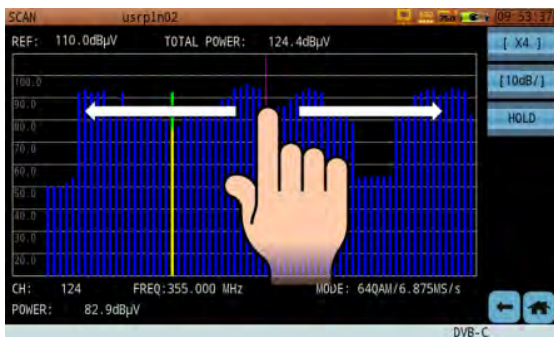 SCAN usrpIn02 09:53:37
REF: 110.0dBµV TOTAL POWER: 124.4dBµV [ X4 ]
100.0 [10dB/]
90.0 HOLD
80.0
70.0
60.0
50.0
40.0
30.0
20.0
CH: 124 FREQ:355.000 MHz MODE: 64QAM/6.875MS/s
POWER: 82.9dBµV
DVB-C